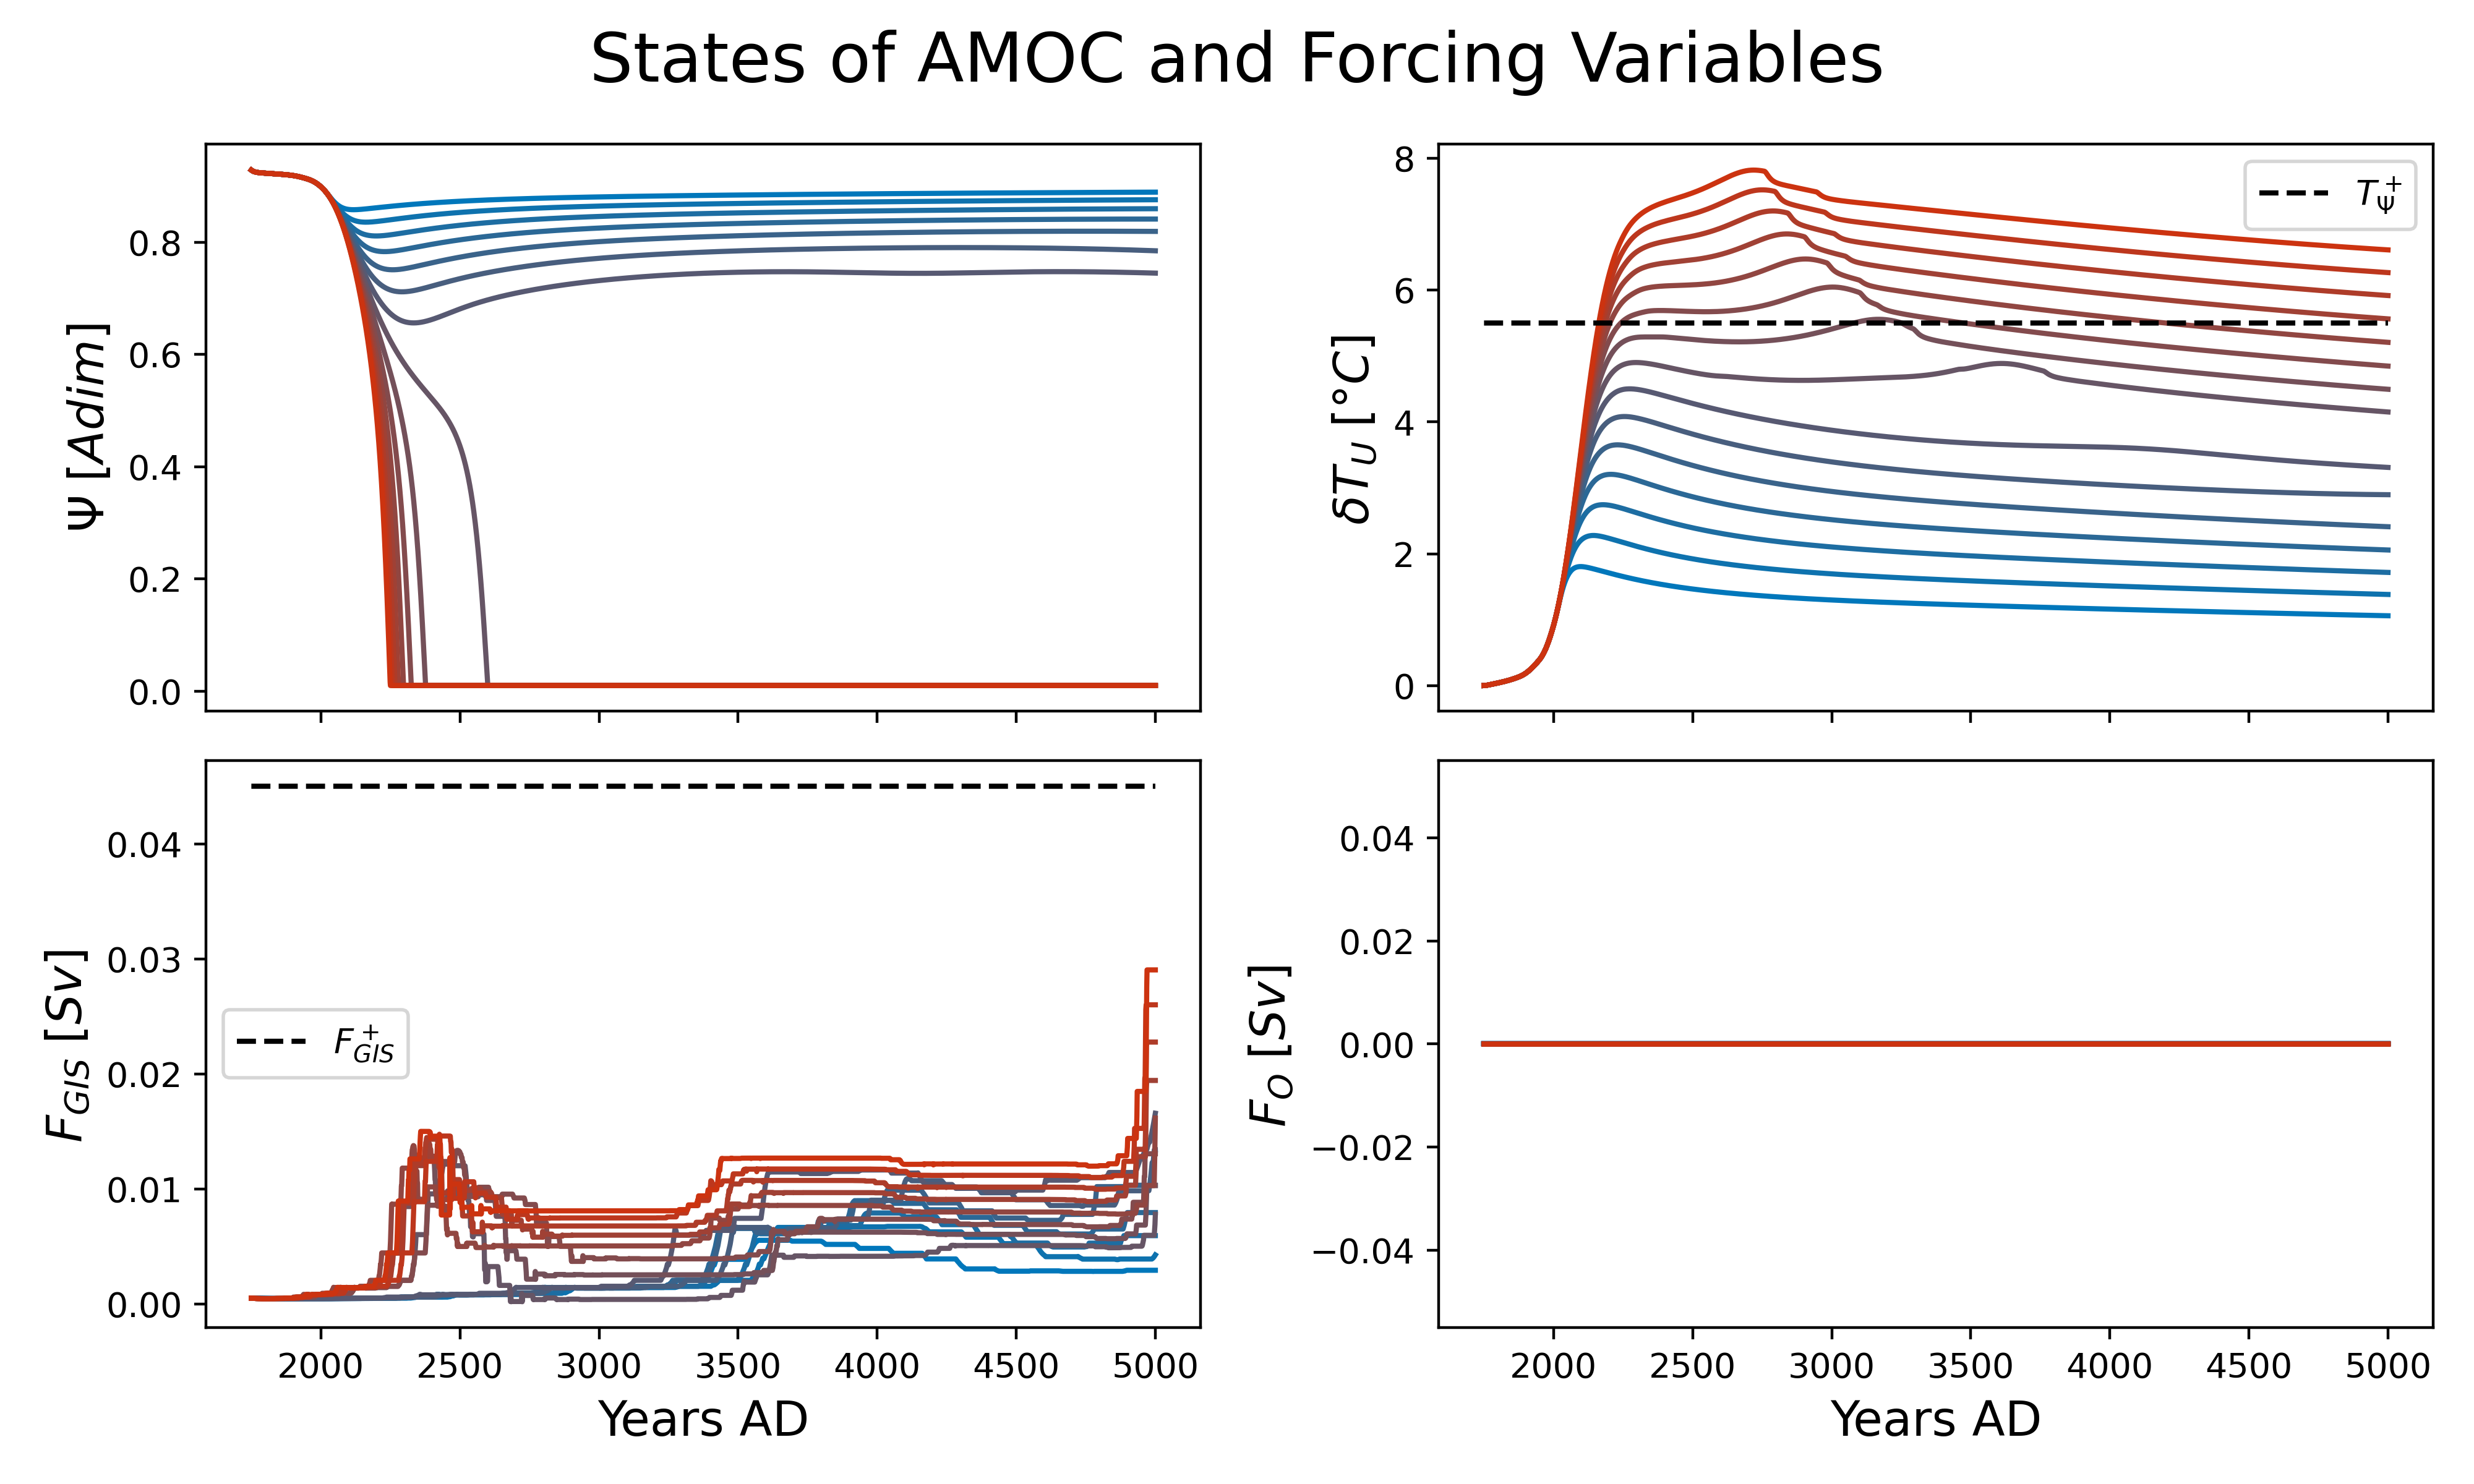 States of AMOC and Forcing Variables
Ψ [Adim]
0.8
0.6
0.4
0.2
0.0
δT_U [°C]
8
6
4
2
0
T_Ψ^+
F_GIS [Sv]
0.04
0.03
0.02
0.01
0.00
F_GIS^+
2000 2500 3000 3500 4000 4500 5000
Years AD
F_O [Sv]
0.04
0.02
0.00
−0.02
−0.04
2000 2500 3000 3500 4000 4500 5000
Years AD